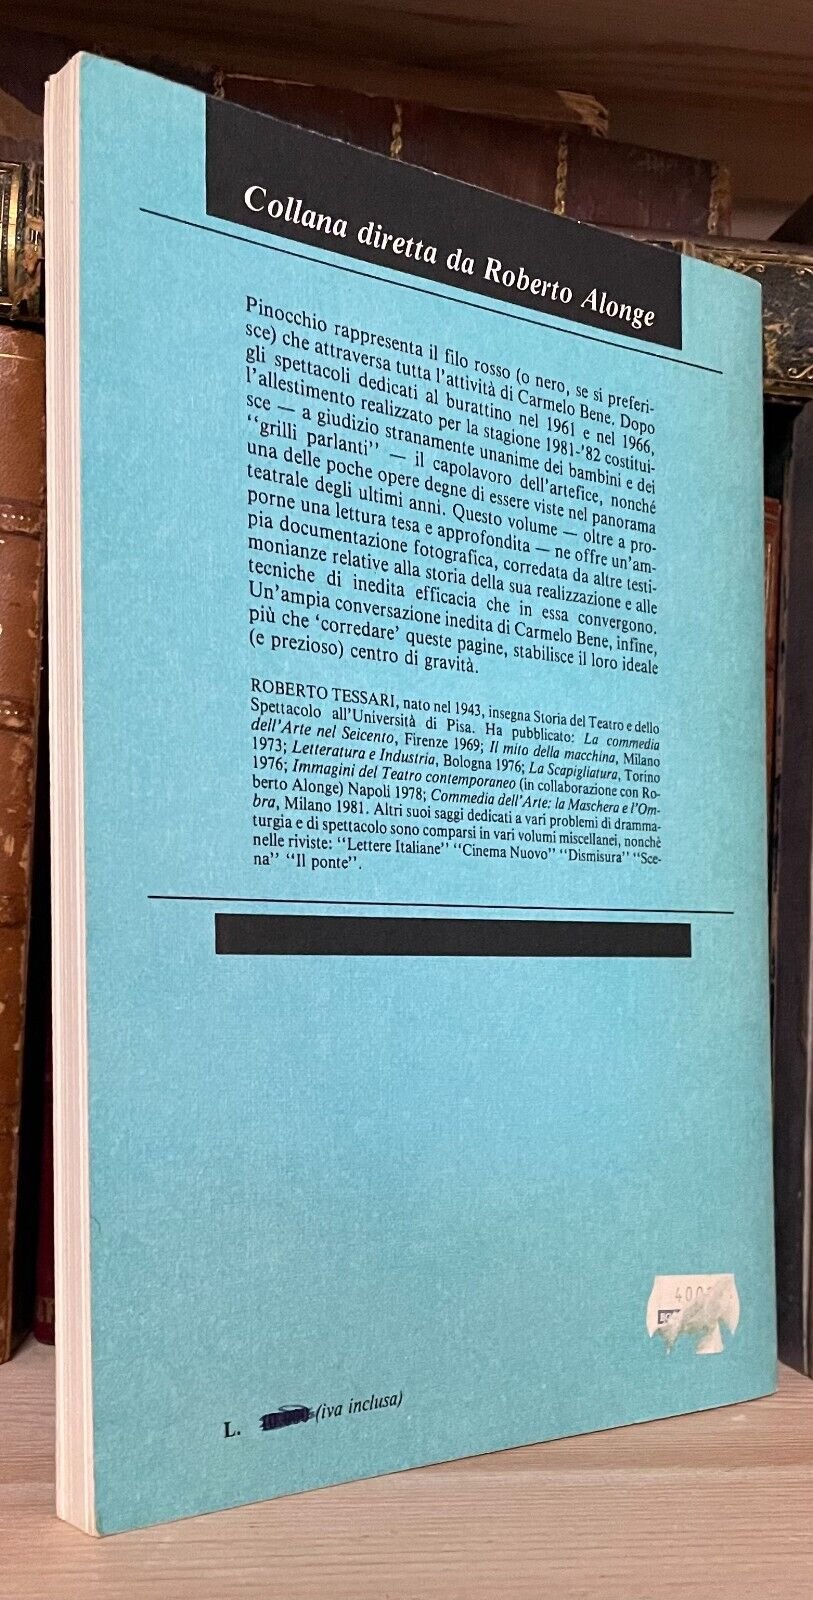 Collana diretta da Roberto Alonge
Pinocchio rappresenta il filo rosso (o nero, se si preferi-
sce) che attraversa tutta l'attività di Carmelo Bene. Dopo
gli spettacoli dedicati al burattino nel 1961 e nel 1966,
l'allestimento realizzato per la stagione 1981-'82 costitui-
sce — a giudizio stranamente unanime dei bambini e dei
"grilli parlanti" — il capolavoro dell'artefice, nonché
una delle poche opere degne di essere viste nel panorama
teatrale degli ultimi anni. Questo volume — oltre a pro-
porne una lettura tesa e approfondita — ne offre un'am-
pia documentazione fotografica, corredata da altre testi-
monianze relative alla storia della sua realizzazione e alle
tecniche di inedita efficacia che in essa convergono.
Un'ampia conversazione inedita di Carmelo Bene, infine,
più che 'corredare' queste pagine, stabilisce il loro ideale
(e prezioso) centro di gravità.
ROBERTO TESSARI, nato nel 1943, insegna Storia del Teatro e dello
Spettacolo all'Università di Pisa. Ha pubblicato: La commedia
dell'Arte nel Seicento, Firenze 1969; Il mito della macchina, Milano
1973; Letteratura e Industria, Bologna 1976; La Scapigliatura, Torino
1976; Immagini del Teatro contemporaneo (in collaborazione con Ro-
berto Alonge) Napoli 1978; Commedia dell'Arte: la Maschera e l'Om-
bra, Milano 1981. Altri suoi saggi dedicati a vari problemi di dramma-
turgia e di spettacolo sono comparsi in vari volumi miscellanei, nonchè
nelle riviste: "Lettere Italiane" "Cinema Nuovo" "Dismisura" "Sce-
na" "Il ponte".
L. (iva inclusa)